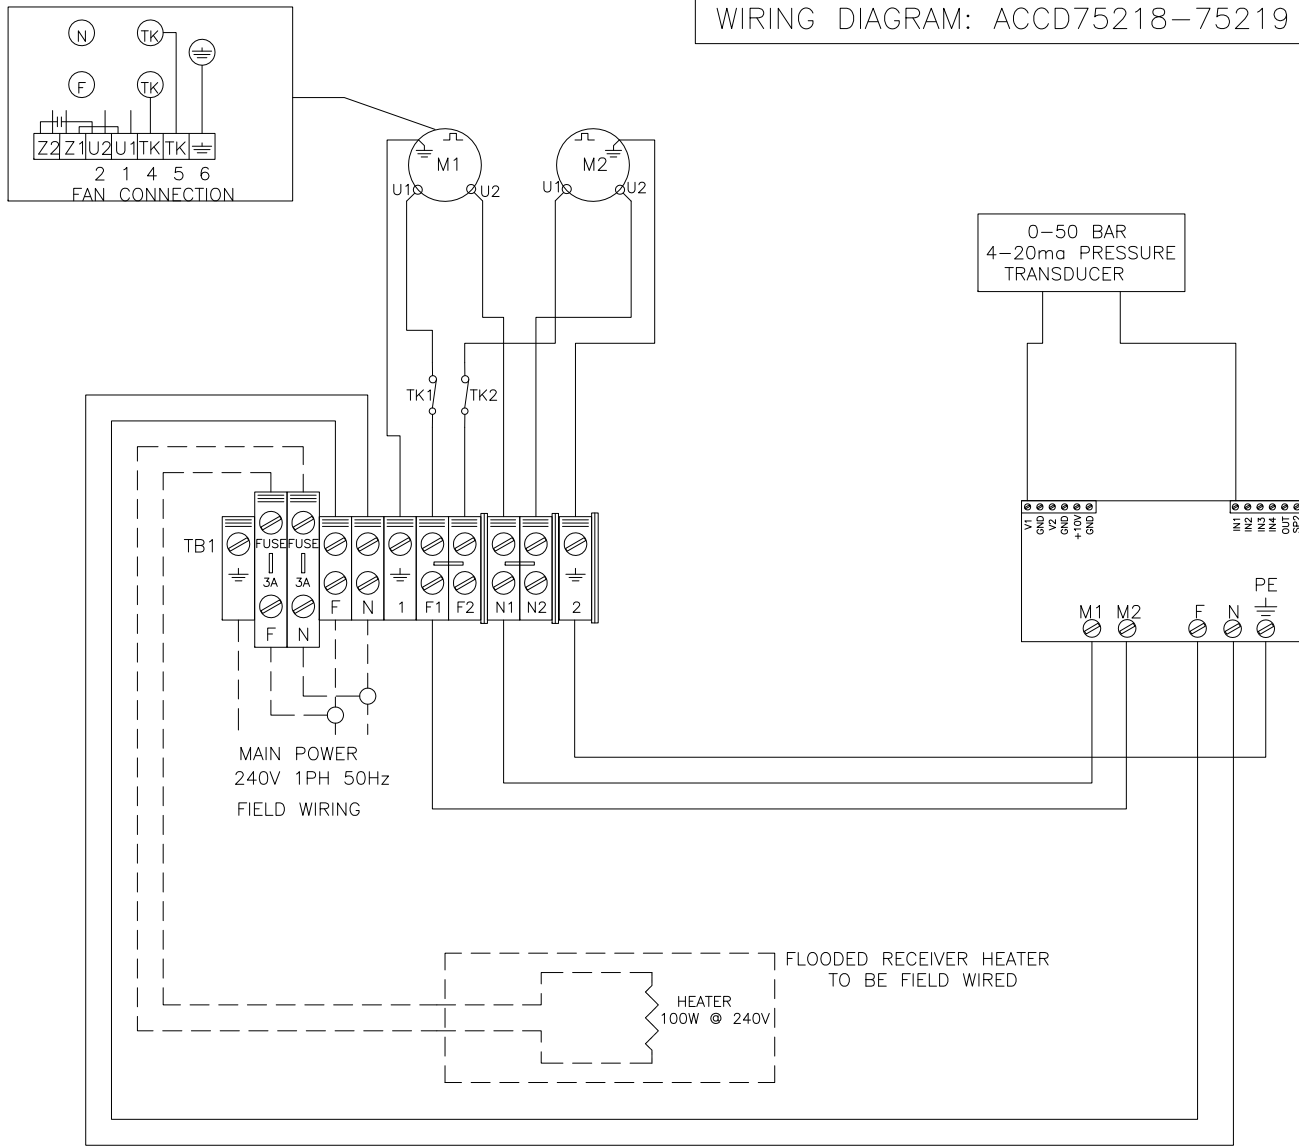 WIRING DIAGRAM: ACCD75218-75219
N TK
F TK
Z2 Z1 U2 U1 TK TK
2 1 4 5 6
FAN CONNECTION
M1 M2
U1 U2 U1 U2
0-50 BAR
4-20ma PRESSURE
TRANSDUCER
TK1 TK2
TB1
FUSE FUSE
3A 3A
F N F N 1 F1 F2 N1 N2 2
V1 GND V2 GND +10V GND
IN1 IN2 IN3 IN4 OUT SP2
PE
M1 M2 F N
MAIN POWER
240V 1PH 50Hz
FIELD WIRING
FLOODED RECEIVER HEATER
TO BE FIELD WIRED
HEATER
100W @ 240V